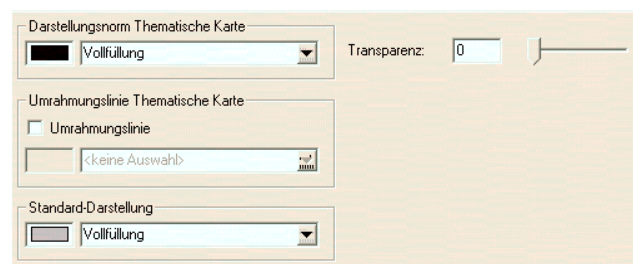 Darstellungsnorm Thematische Karte
Vollfüllung
Transparenz: 0
Umrahmungslinie Thematische Karte
Umrahmungslinie
<keine Auswahl>
Standard-Darstellung
Vollfüllung